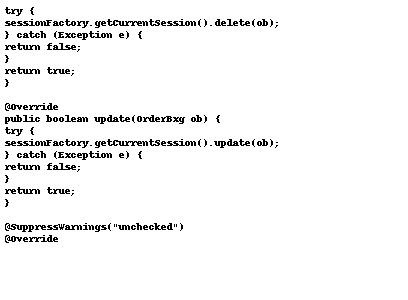 try {
sessionFactory.getCurrentSession().delete(ob);
} catch (Exception e) {
return false;
}
return true;
}

@Override
public boolean update(OrderBxg ob) {
try {
sessionFactory.getCurrentSession().update(ob);
} catch (Exception e) {
return false;
}
return true;
}

@SuppressWarnings("unchecked")
@Override